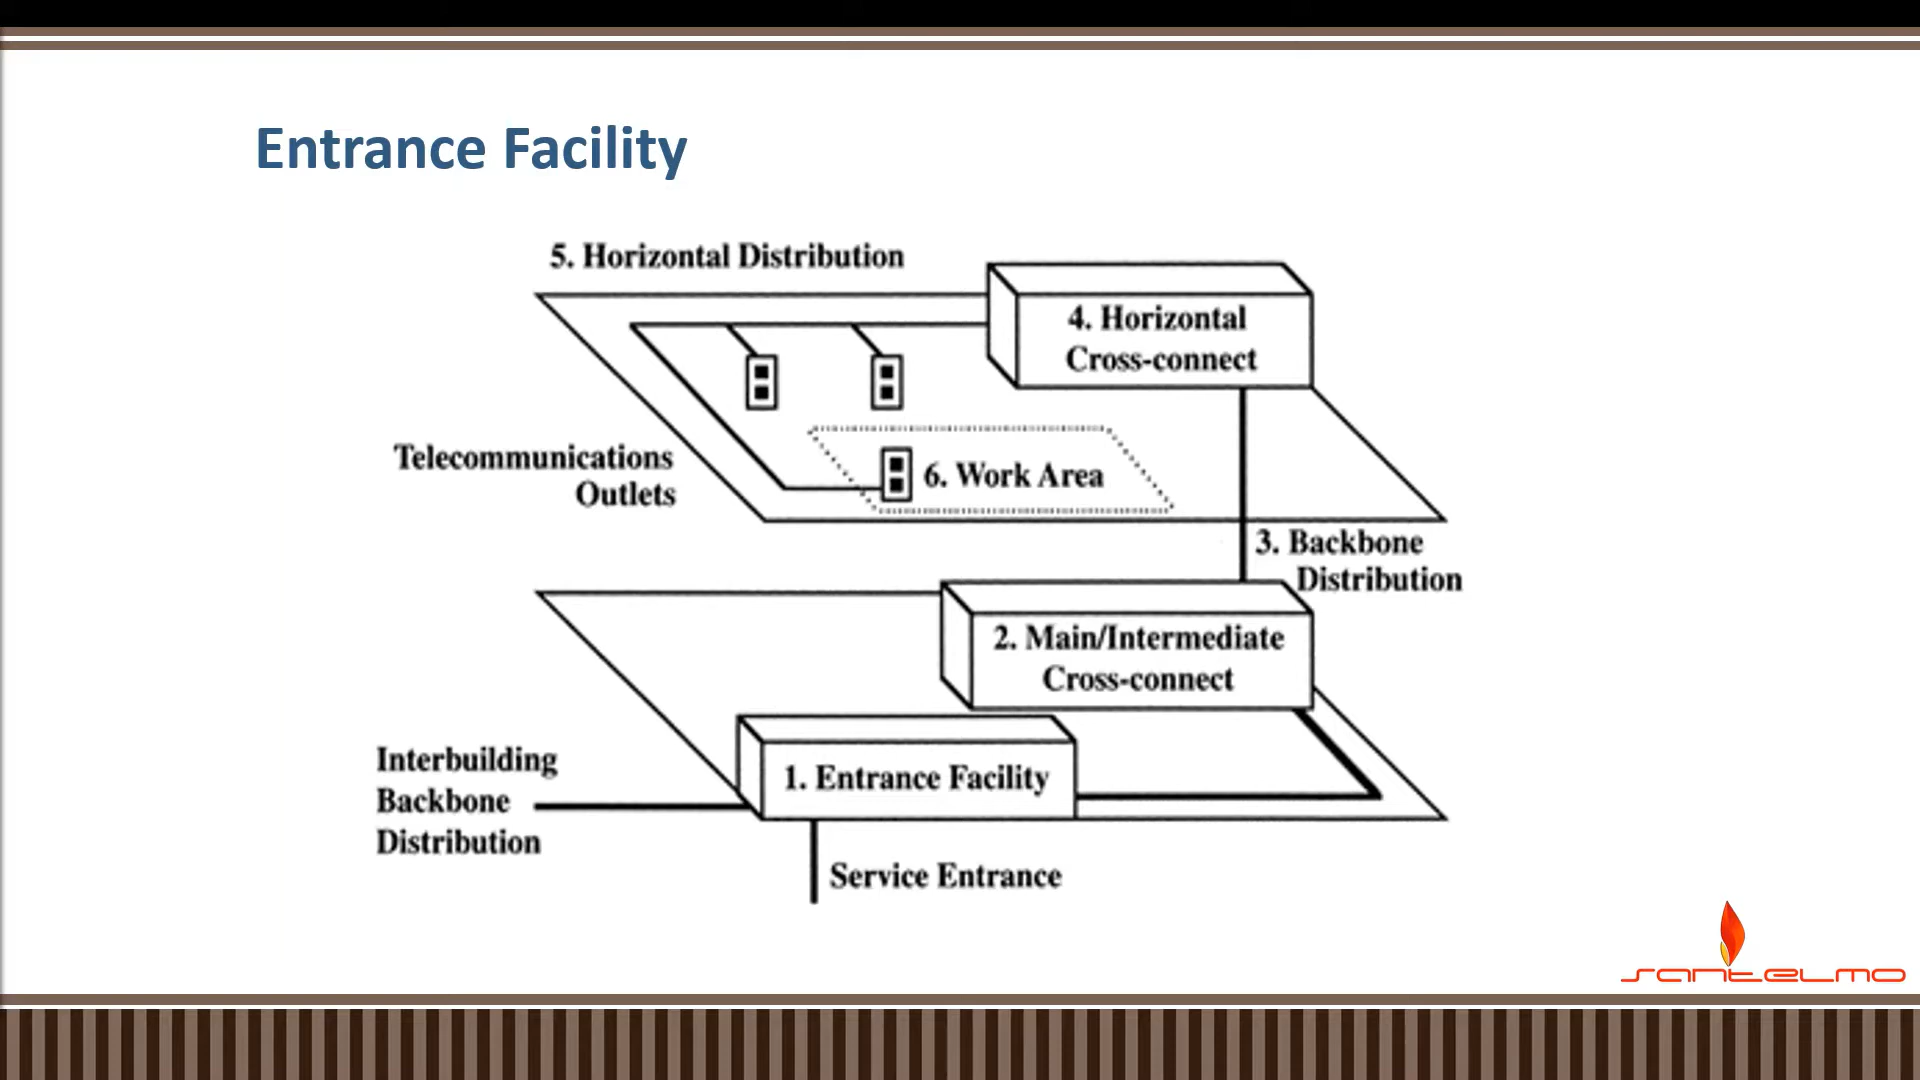 Entrance Facility
5. Horizontal Distribution
4. Horizontal
Cross-connect
Telecommunications
Outlets
6. Work Area
3. Backbone
Distribution
2. Main/Intermediate
Cross-connect
Interbuilding
Backbone
Distribution
1. Entrance Facility
Service Entrance
santelmo